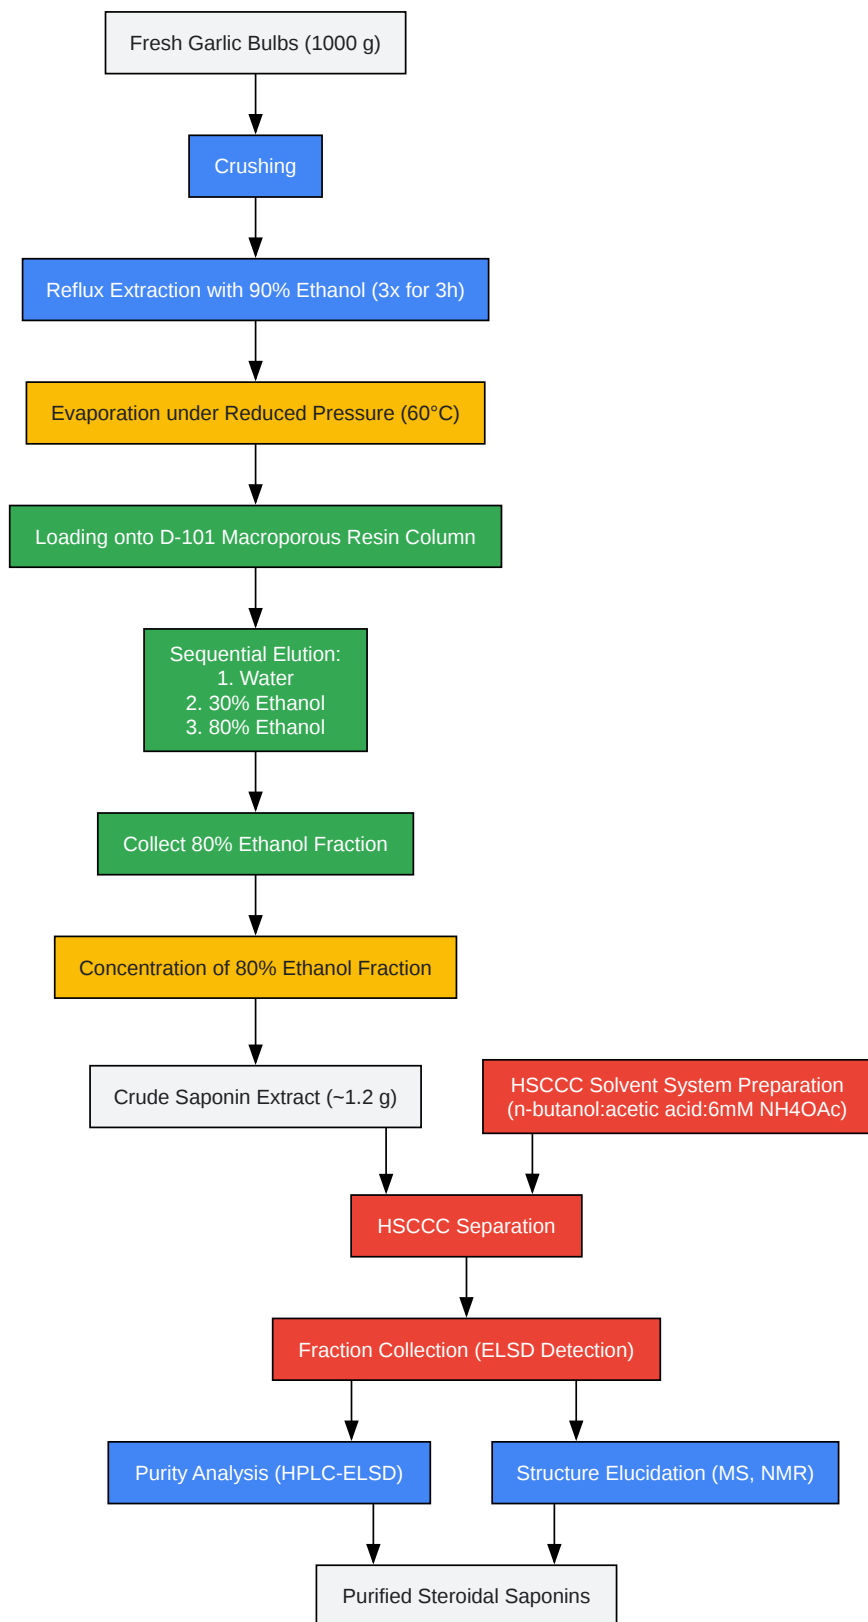 Fresh Garlic Bulbs (1000 g)
Crushing
Reflux Extraction with 90% Ethanol (3x for 3h)
Evaporation under Reduced Pressure (60°C)
Loading onto D-101 Macroporous Resin Column
Sequential Elution:
1. Water
2. 30% Ethanol
3. 80% Ethanol
Collect 80% Ethanol Fraction
Concentration of 80% Ethanol Fraction
Crude Saponin Extract (~1.2 g)
HSCCC Solvent System Preparation
(n-butanol:acetic acid:6mM NH4OAc)
HSCCC Separation
Fraction Collection (ELSD Detection)
Purity Analysis (HPLC-ELSD)
Structure Elucidation (MS, NMR)
Purified Steroidal Saponins